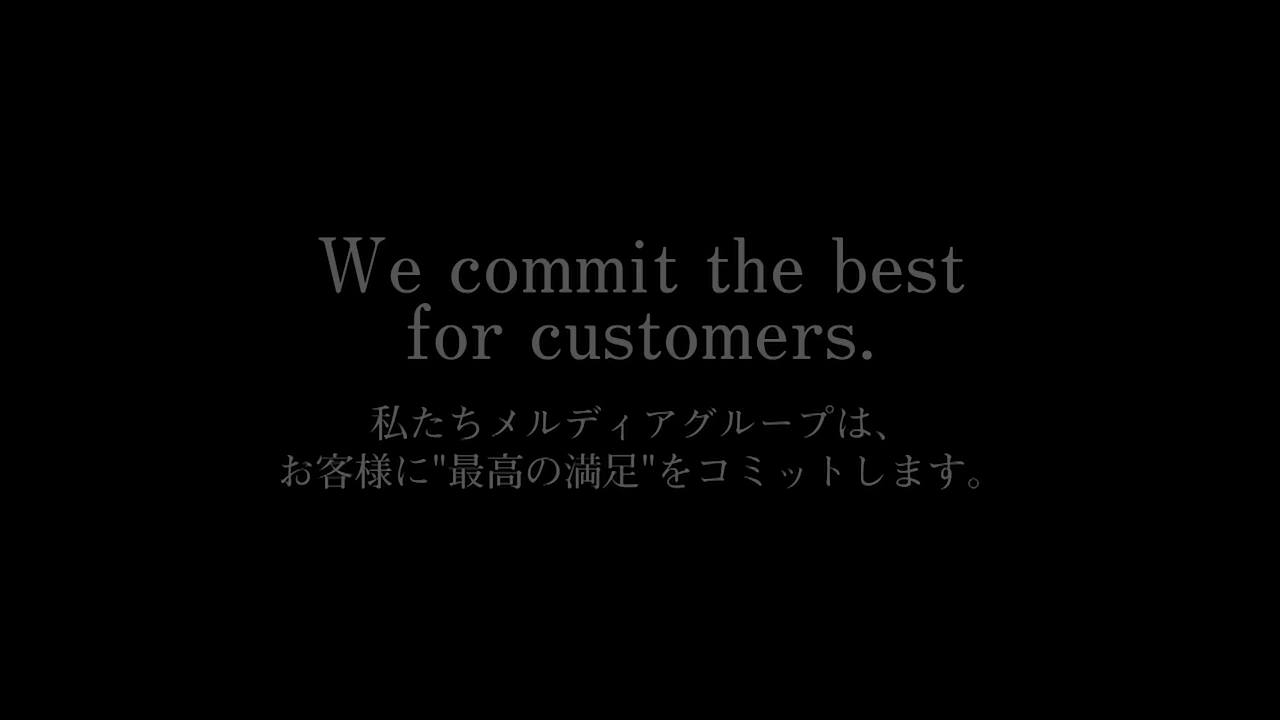 We commit the best
for customers.
私たちメルディアグループは、
お客様に"最高の満足"をコミットします。